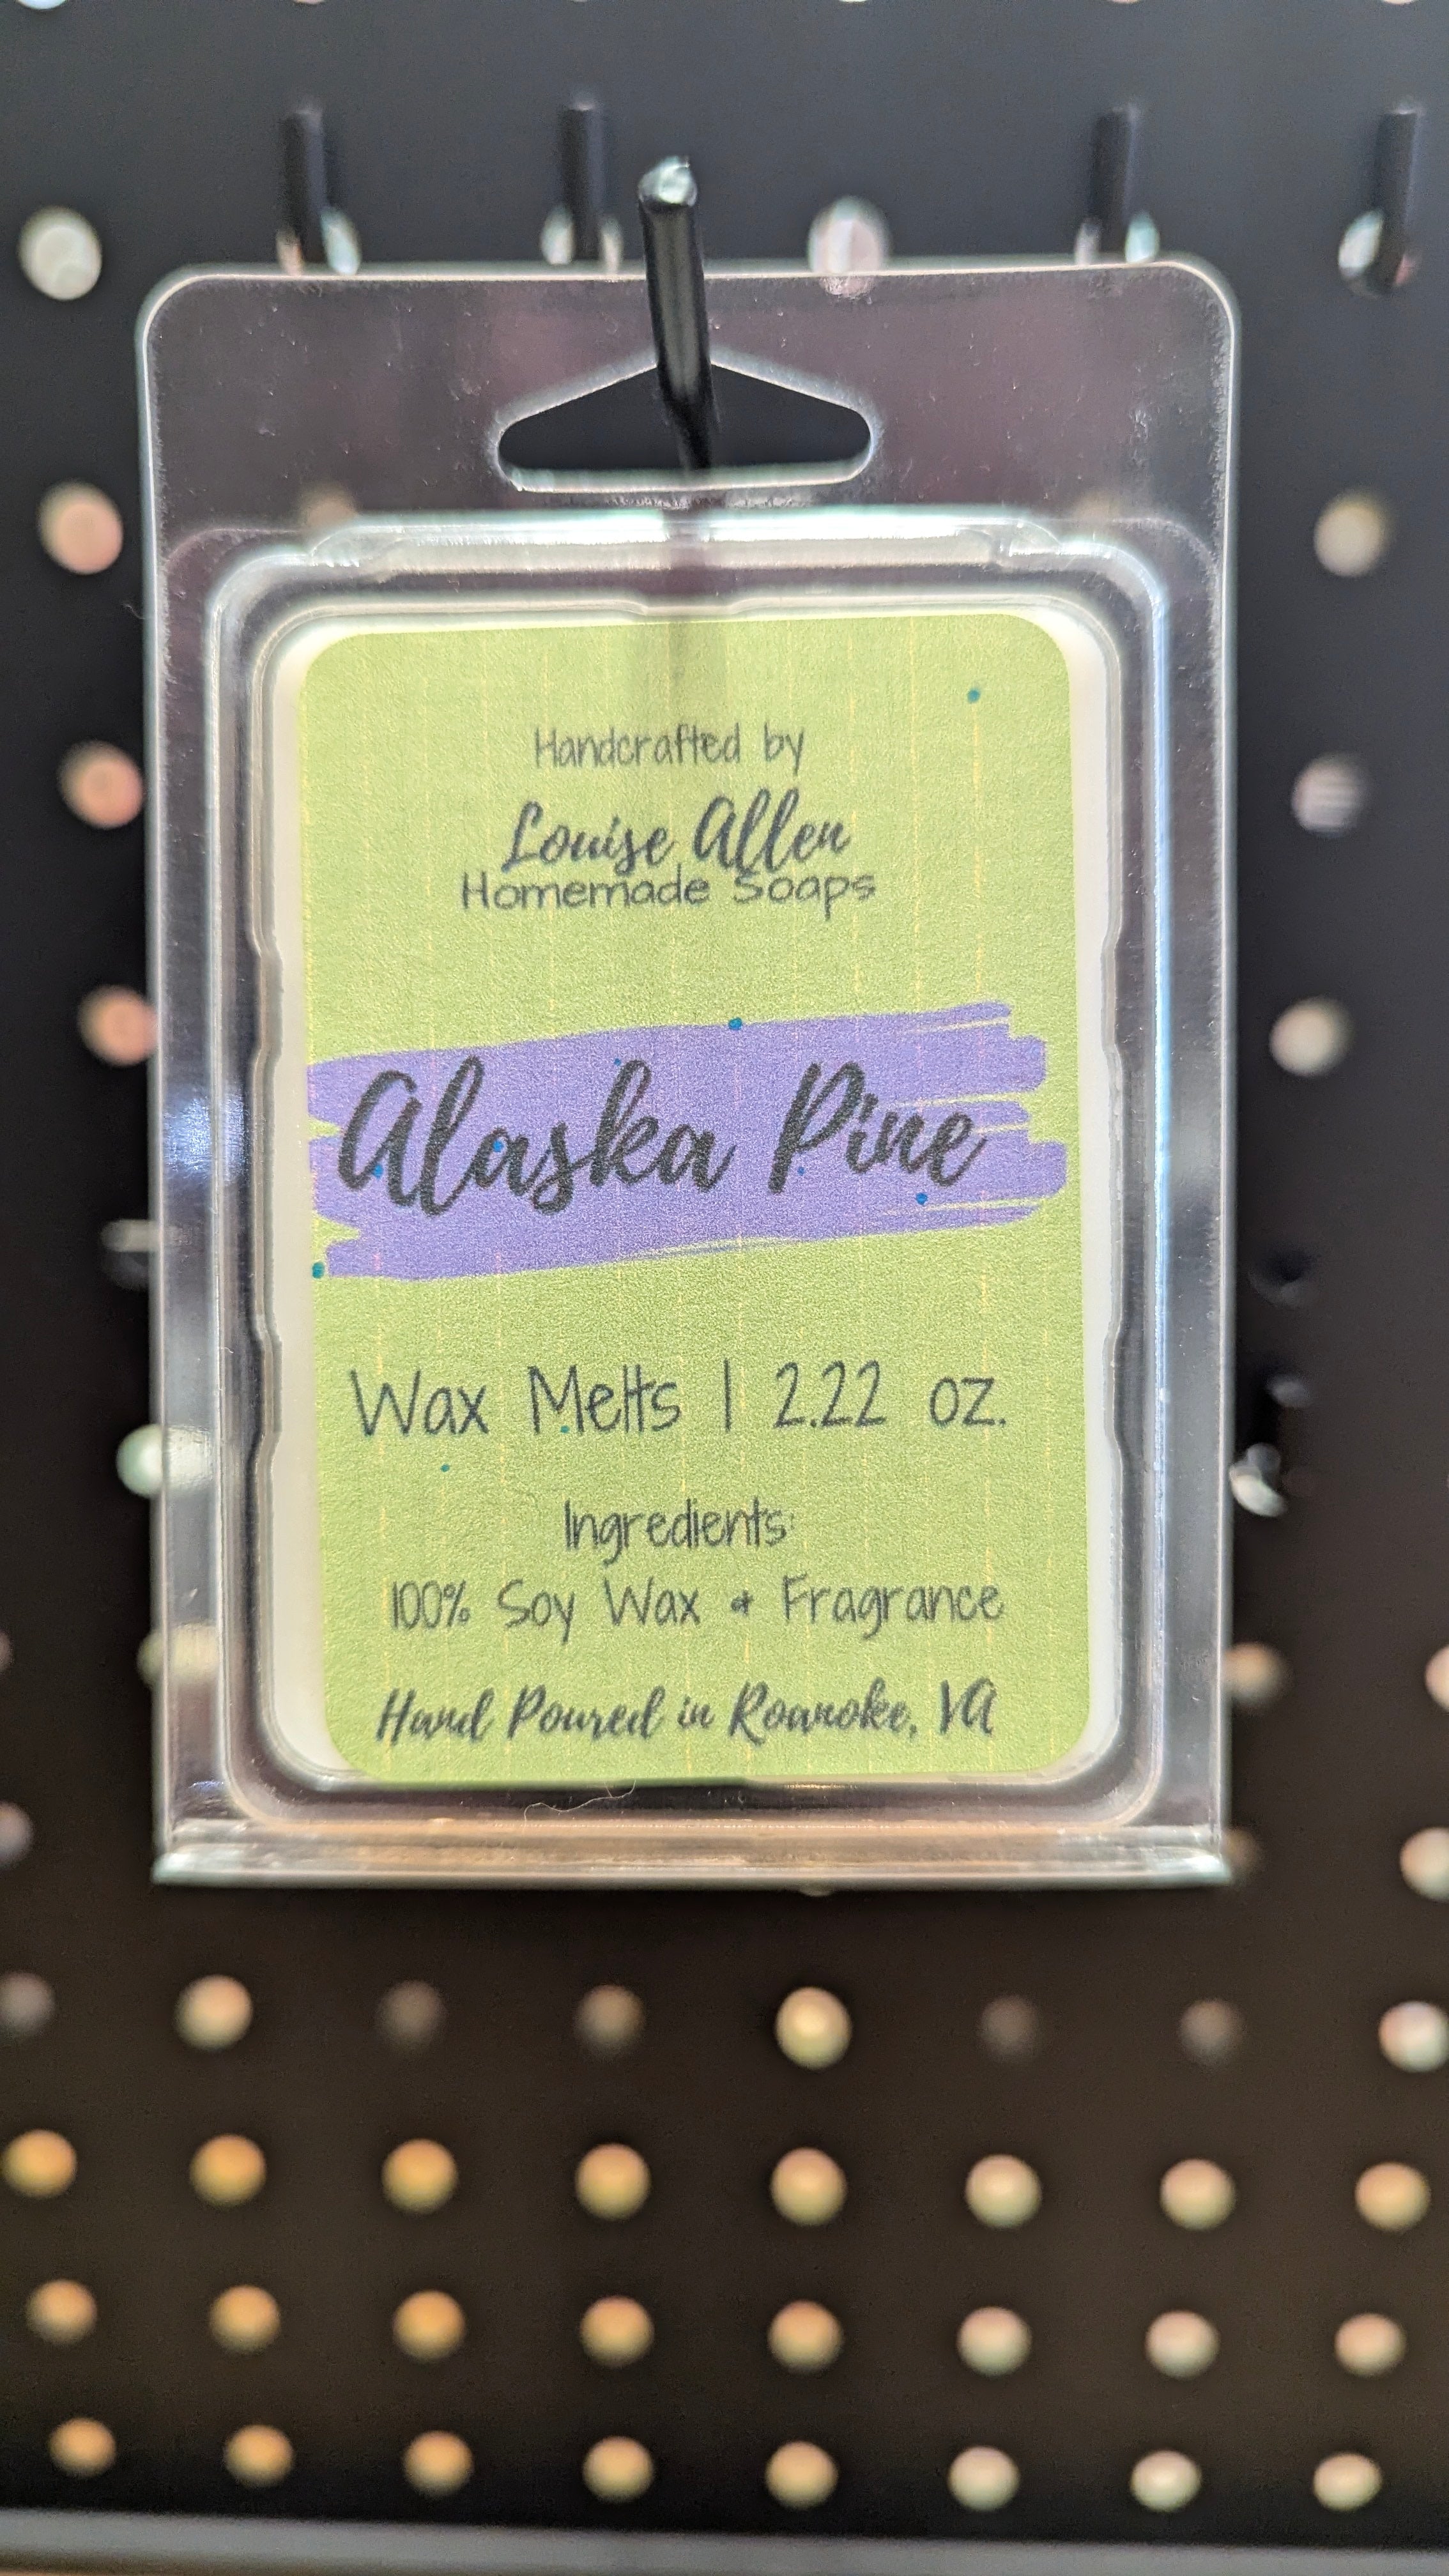 Handcrafted by
Louise Allen
Homemade Soaps
Alaska Pine
Wax Melts | 2.22 oz.
Ingredients:
100% Soy Wax + Fragrance
Hand Poured in Roanoke, VA